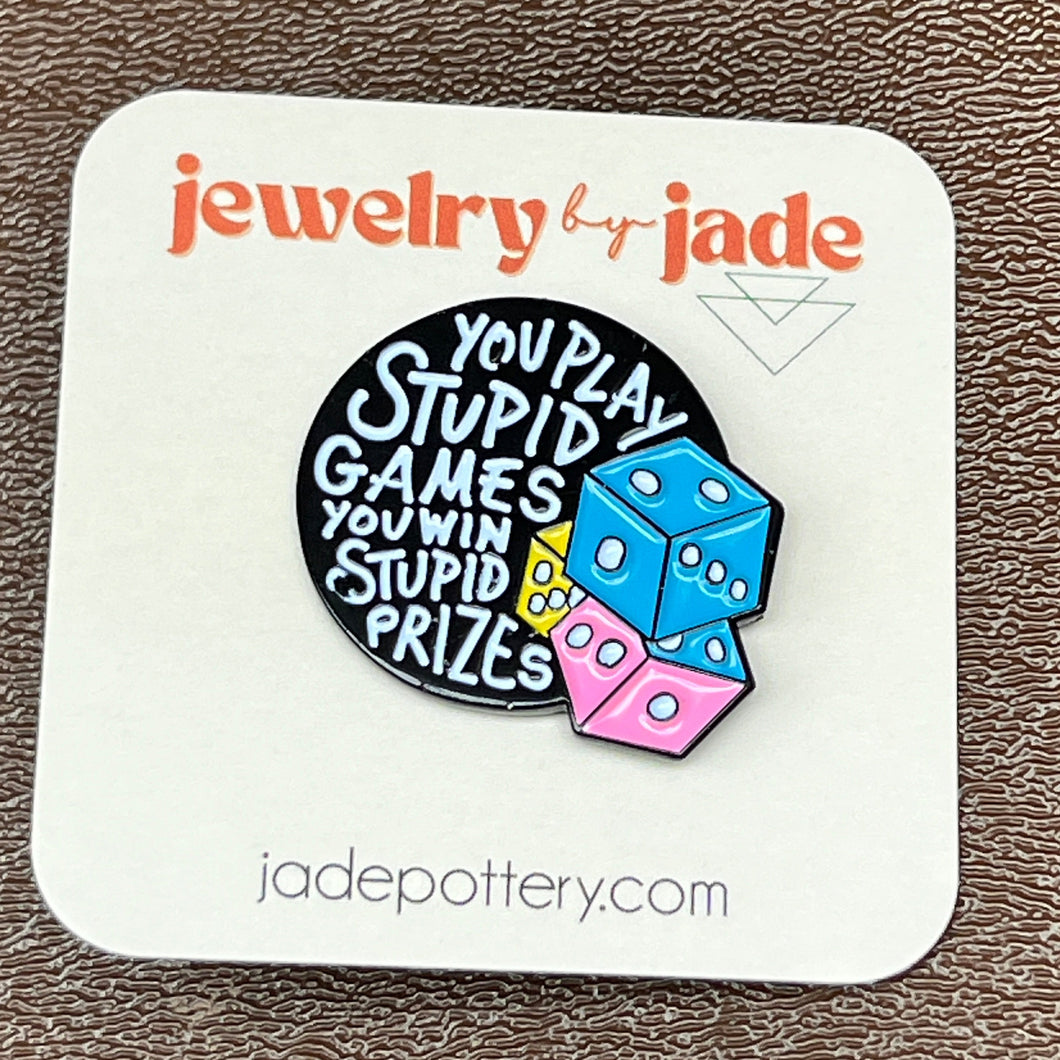 jewelry by jade
YOU PLAY
STUPID
GAMES
YOU WIN
STUPID
PRIZES
jadepottery.com